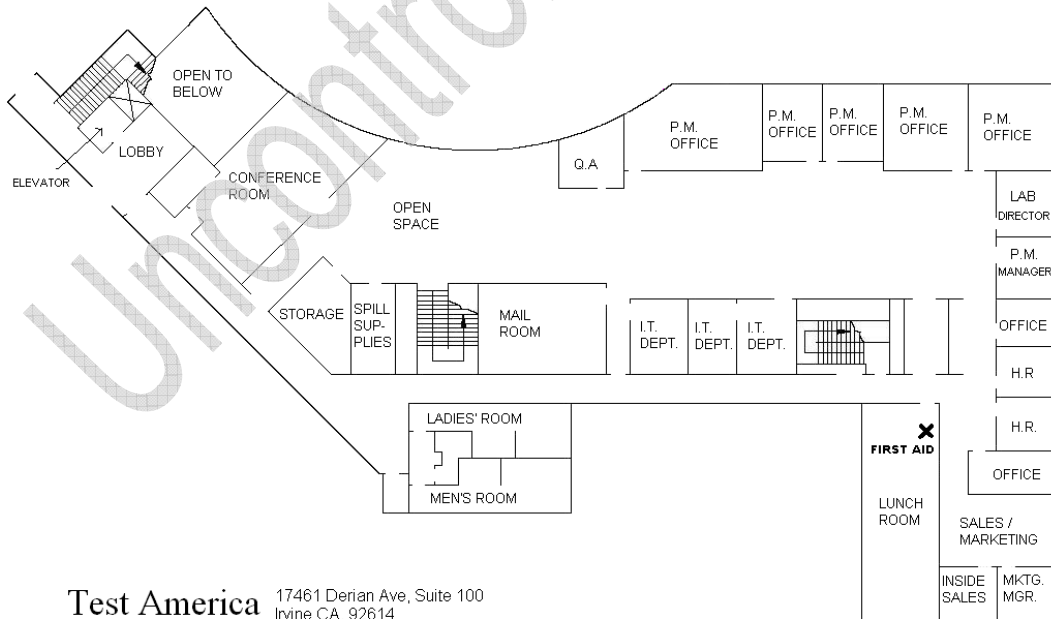 Uncontro
OPEN TO
BELOW
LOBBY
ELEVATOR
CONFERENCE
ROOM
OPEN
SPACE
Q.A
P.M.
OFFICE
P.M.
OFFICE
P.M.
OFFICE
P.M.
OFFICE
P.M.
OFFICE
LAB
DIRECTOR
P.M.
MANAGER
OFFICE
H.R
H.R.
OFFICE
STORAGE
SPILL
SUP-
PLIES
MAIL
ROOM
I.T.
DEPT.
I.T.
DEPT.
I.T.
DEPT.
LADIES' ROOM
MEN'S ROOM
FIRST AID
LUNCH
ROOM
SALES /
MARKETING
INSIDE
SALES
MKTG.
MGR.
Test America
17461 Derian Ave, Suite 100
Irvine CA, 92614